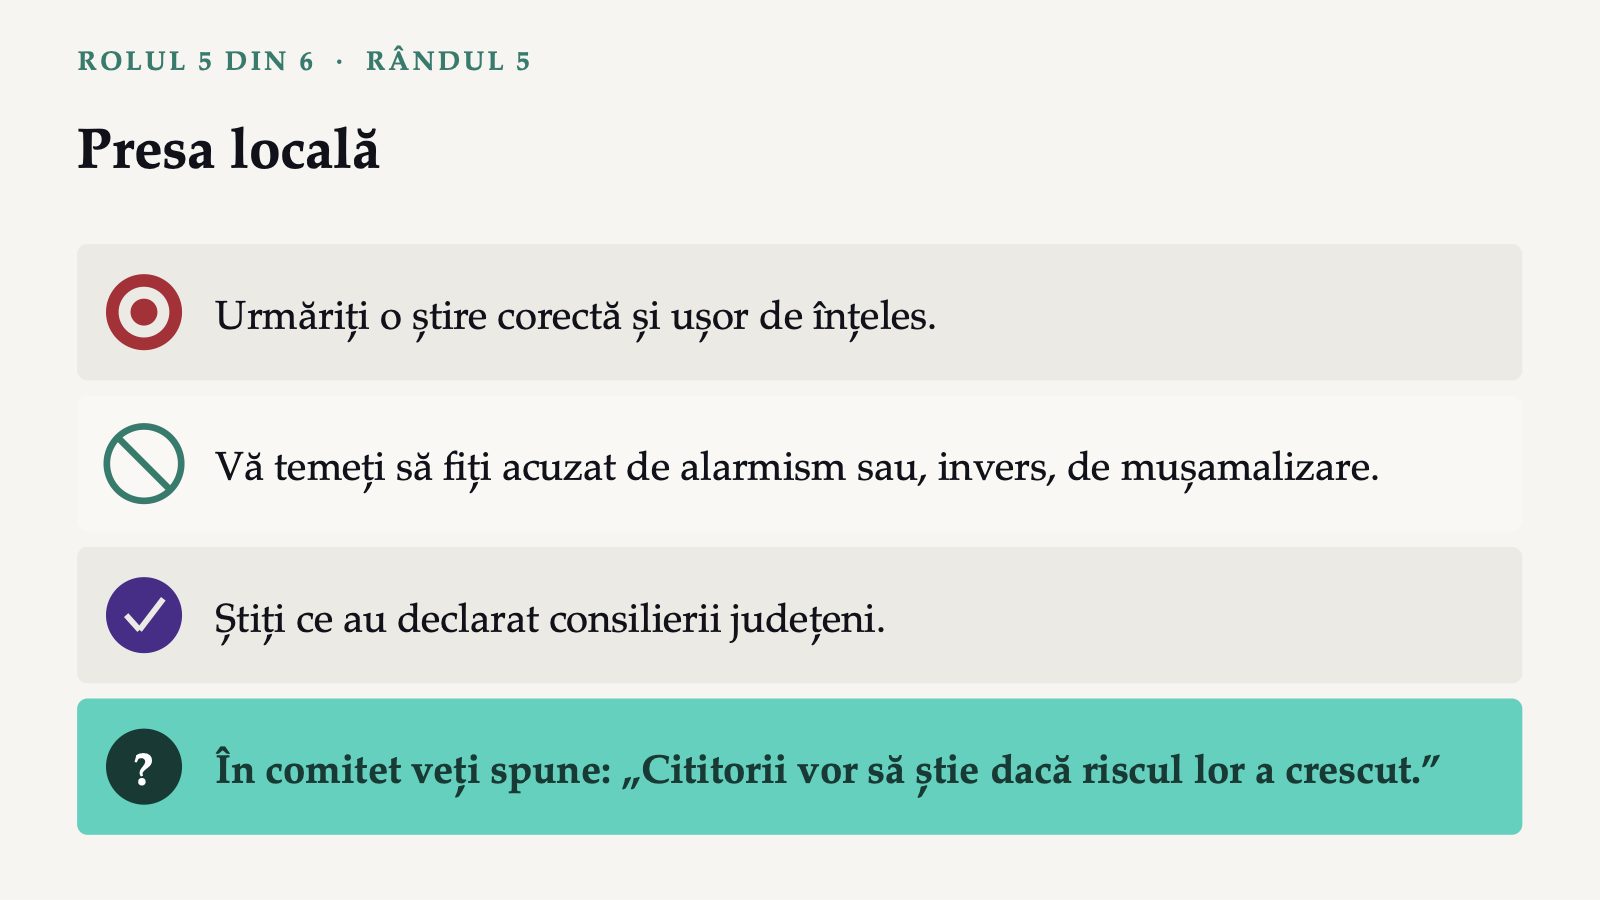 ROLUL 5 DIN 6 · RÂNDUL 5
Presa locală
Urmăriți o știre corectă și ușor de înțeles.
Vă temeți să fiți acuzat de alarmism sau, invers, de mușamalizare.
Știți ce au declarat consilierii județeni.
? În comitet veți spune: „Cititorii vor să știe dacă riscul lor a crescut.”